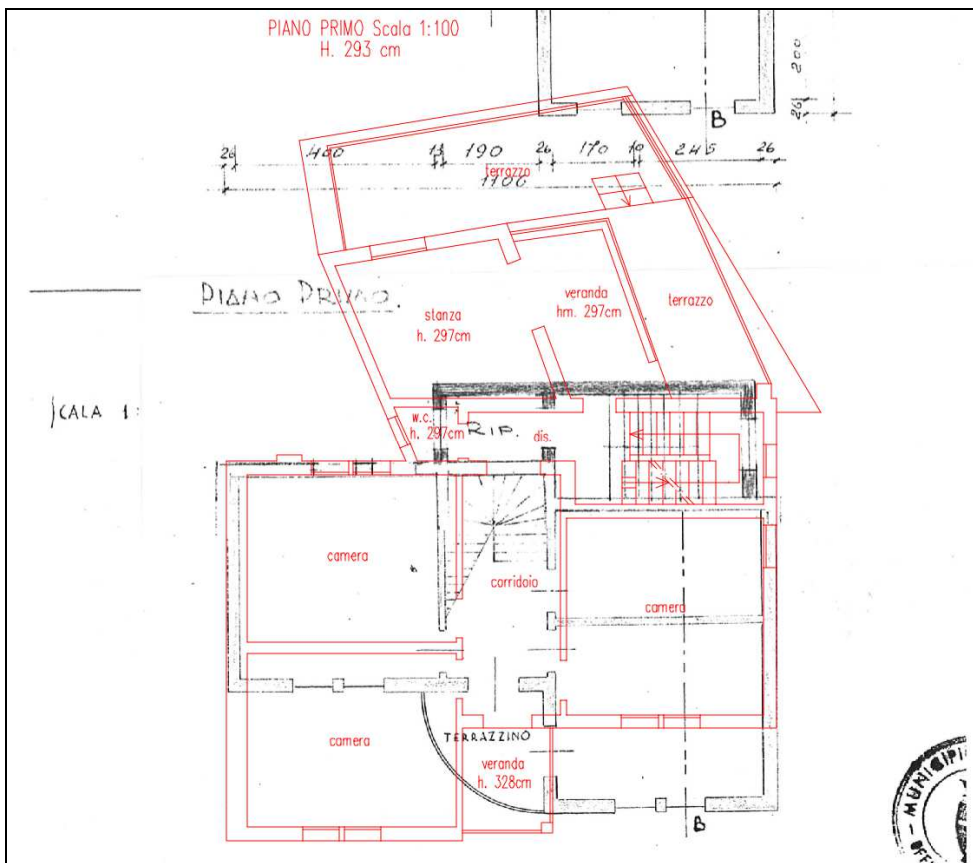 PIANO PRIMO Scala 1:100
H. 293 cm
200
26
B
26 400 13 190 26 170 10 245 26
terrazzo
1100
PIANO PRIMO.
stanza
h. 297cm
veranda
hm. 297cm
terrazzo
SCALA 1:
w.c.
h. 297cm
RIP.
dis.
camera
corridoio
camera
camera
TERRAZZINO
veranda
h. 328cm
B
MUNICIPI